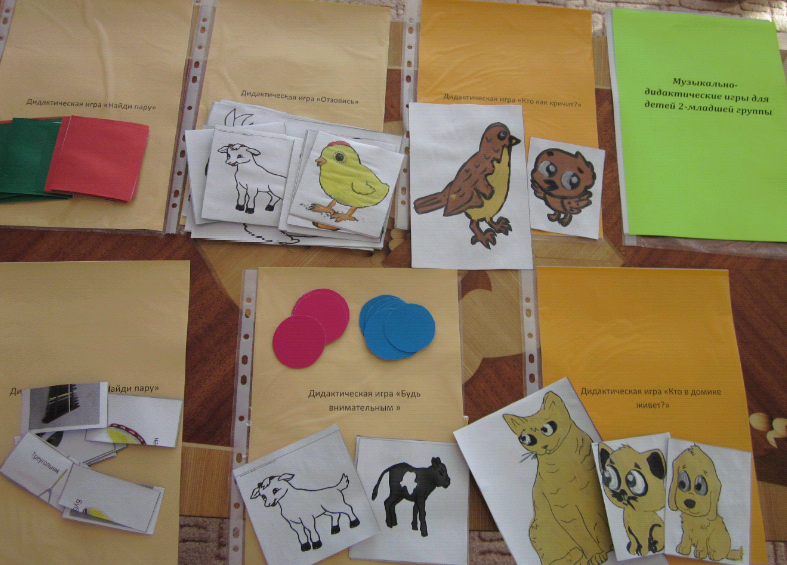 Дидактическая игра «Найди пару»
Дидактическая игра «Отзовись»
Дидактическая игра «Кто как кричит?»
Музыкально-
дидактические игры для
детей 2-младшей группы
Найди пару»
Треугольник
Дидактическая игра «Будь
внимательным »
Дидактическая игра «Кто в домике
живет?»